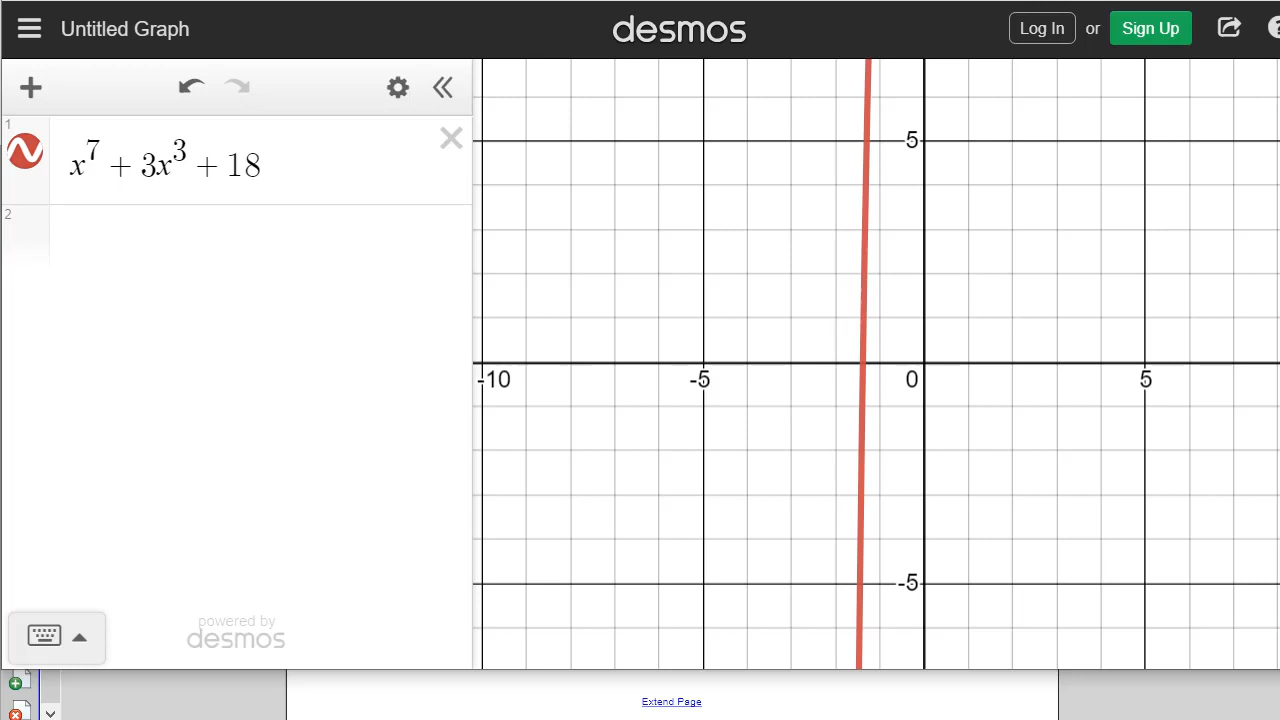 Untitled Graph
desmos
Log In or Sign Up
?
1
x^7 + 3x^3 + 18
2
5
-10 -5 0 5
-5
powered by
desmos
Extend Page